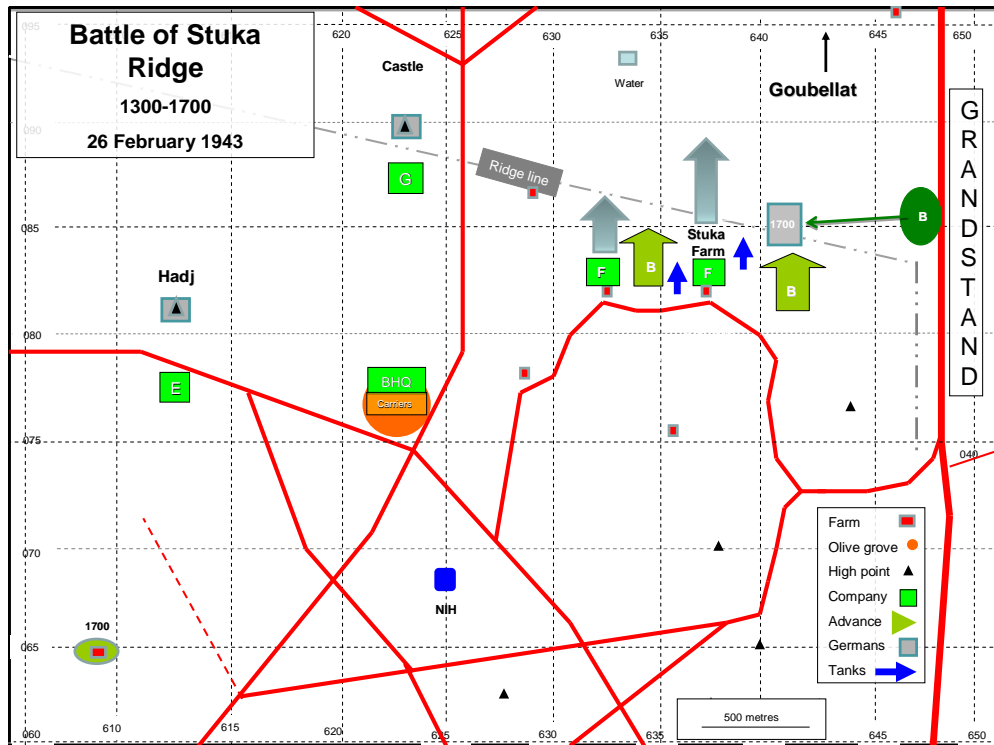 Battle of Stuka
Ridge
1300-1700
26 February 1943
095
620
625
630
635
640
645
650
Castle
Water
Goubellat
GRANDSTAND
090
G
Ridge line
085
1700
B
Stuka
Farm
F
B
F
B
Hadj
080
E
BHQ
Carriers
075
040
070
NIH
1700
065
Farm
Olive grove
High point
Company
Advance
Germans
Tanks
500 metres
060
610
615
620
625
630
635
640
645
650